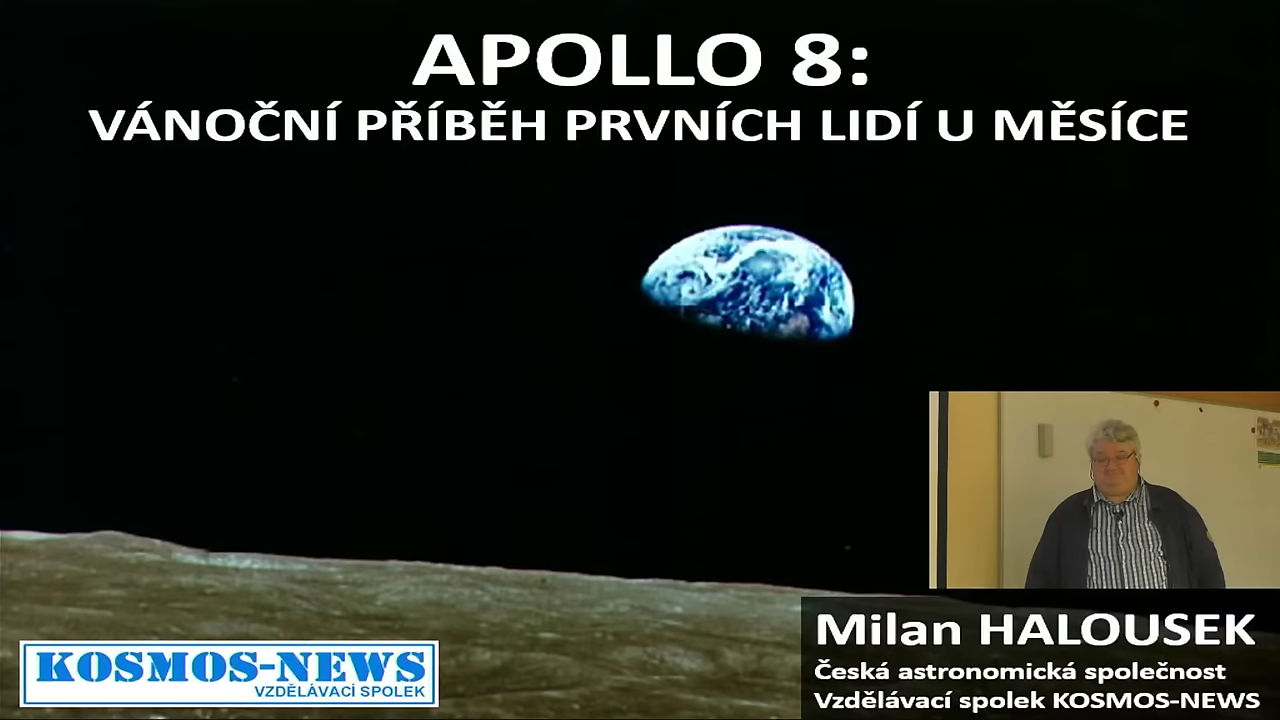 APOLLO 8:
VÁNOČNÍ PŘÍBĚH PRVNÍCH LIDÍ U MĚSÍCE
Milan HALOUSEK
Česká astronomická společnost
Vzdělávací spolek KOSMOS-NEWS
KOSMOS-NEWS
VZDĚLÁVACÍ SPOLEK